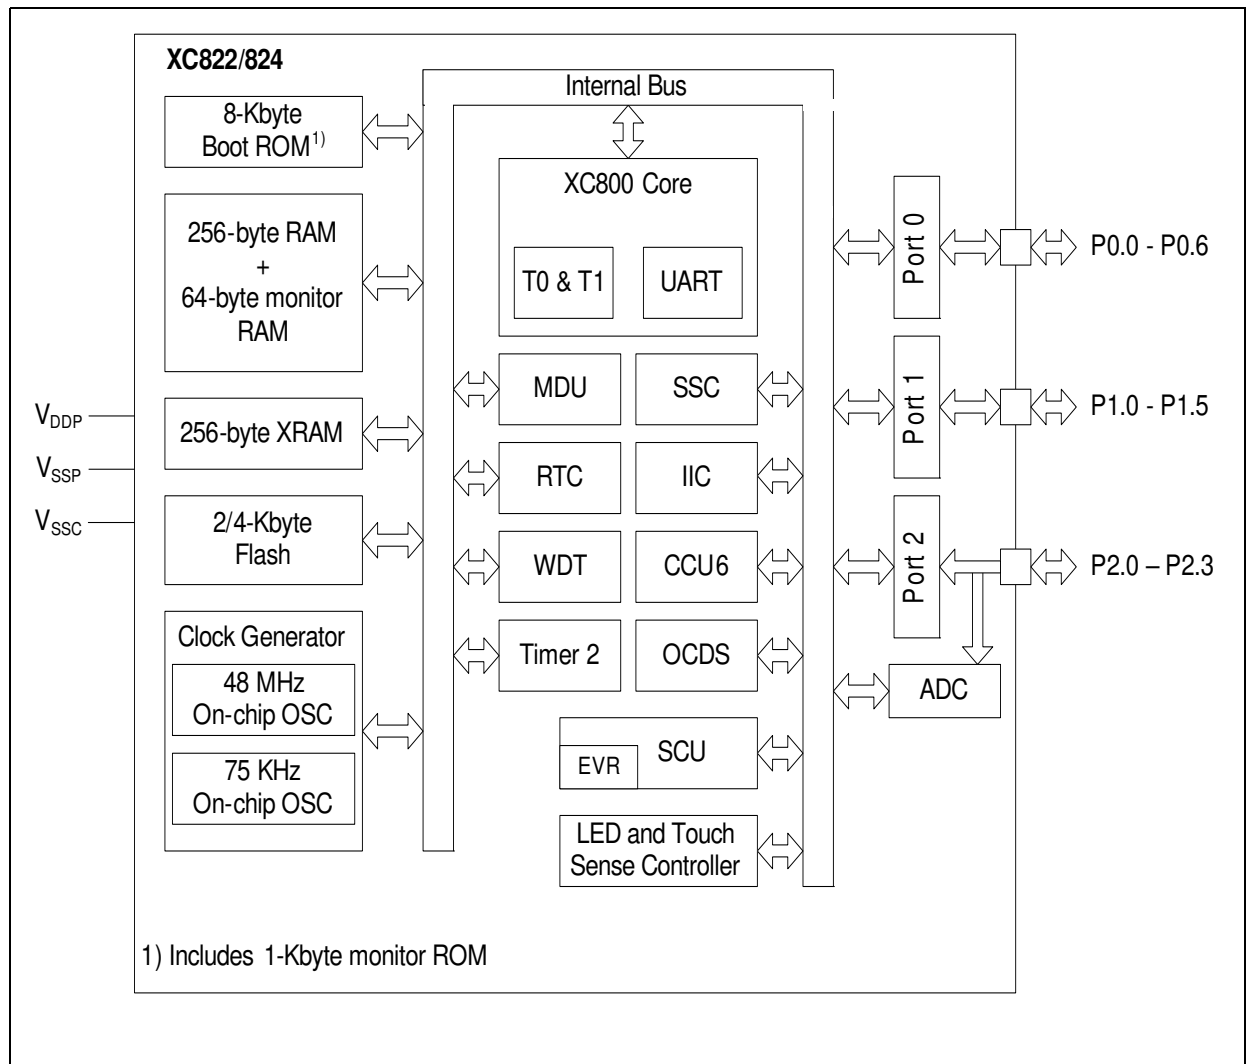 XC822/824
Internal Bus
8-Kbyte
Boot ROM1)
256-byte RAM
+
64-byte monitor
RAM
256-byte XRAM
2/4-Kbyte
Flash
Clock Generator
48 MHz
On-chip OSC
75 KHz
On-chip OSC
VDDP
VSSP
VSSC
XC800 Core
T0 & T1
UART
MDU
SSC
RTC
IIC
WDT
CCU6
Timer 2
OCDS
SCU
EVR
LED and Touch
Sense Controller
Port 0
P0.0 - P0.6
Port 1
P1.0 - P1.5
Port 2
P2.0 – P2.3
ADC
1) Includes 1-Kbyte monitor ROM